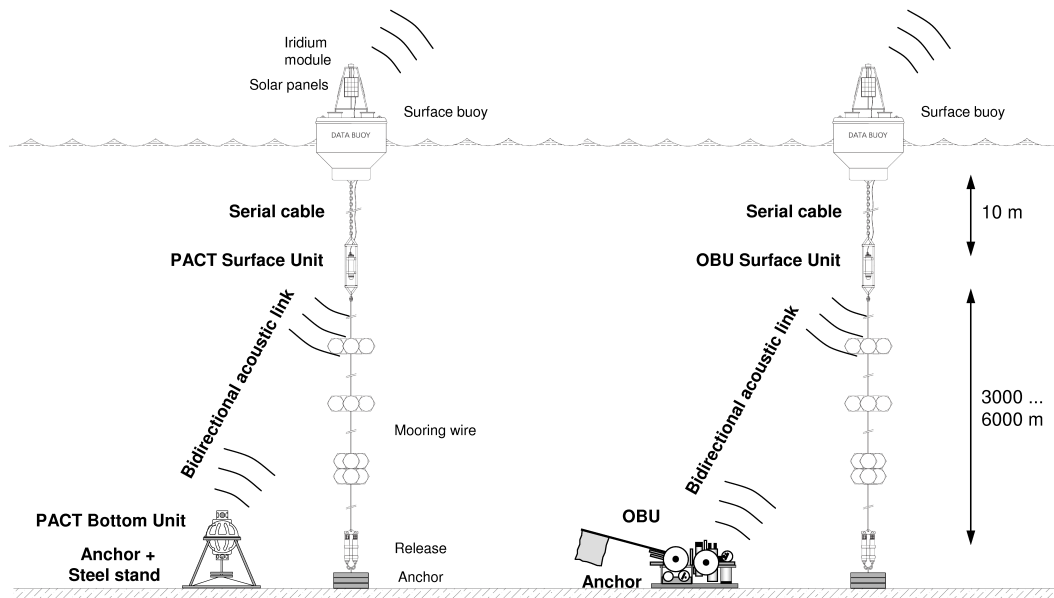 Iridium
module
Solar panels
Surface buoy
DATA BUOY
Serial cable
PACT Surface Unit
Bidirectional acoustic link
Mooring wire
PACT Bottom Unit
Anchor +
Steel stand
Release
Anchor
Surface buoy
DATA BUOY
Serial cable
10 m
OBU Surface Unit
Bidirectional acoustic link
3000 ...
6000 m
OBU
Anchor